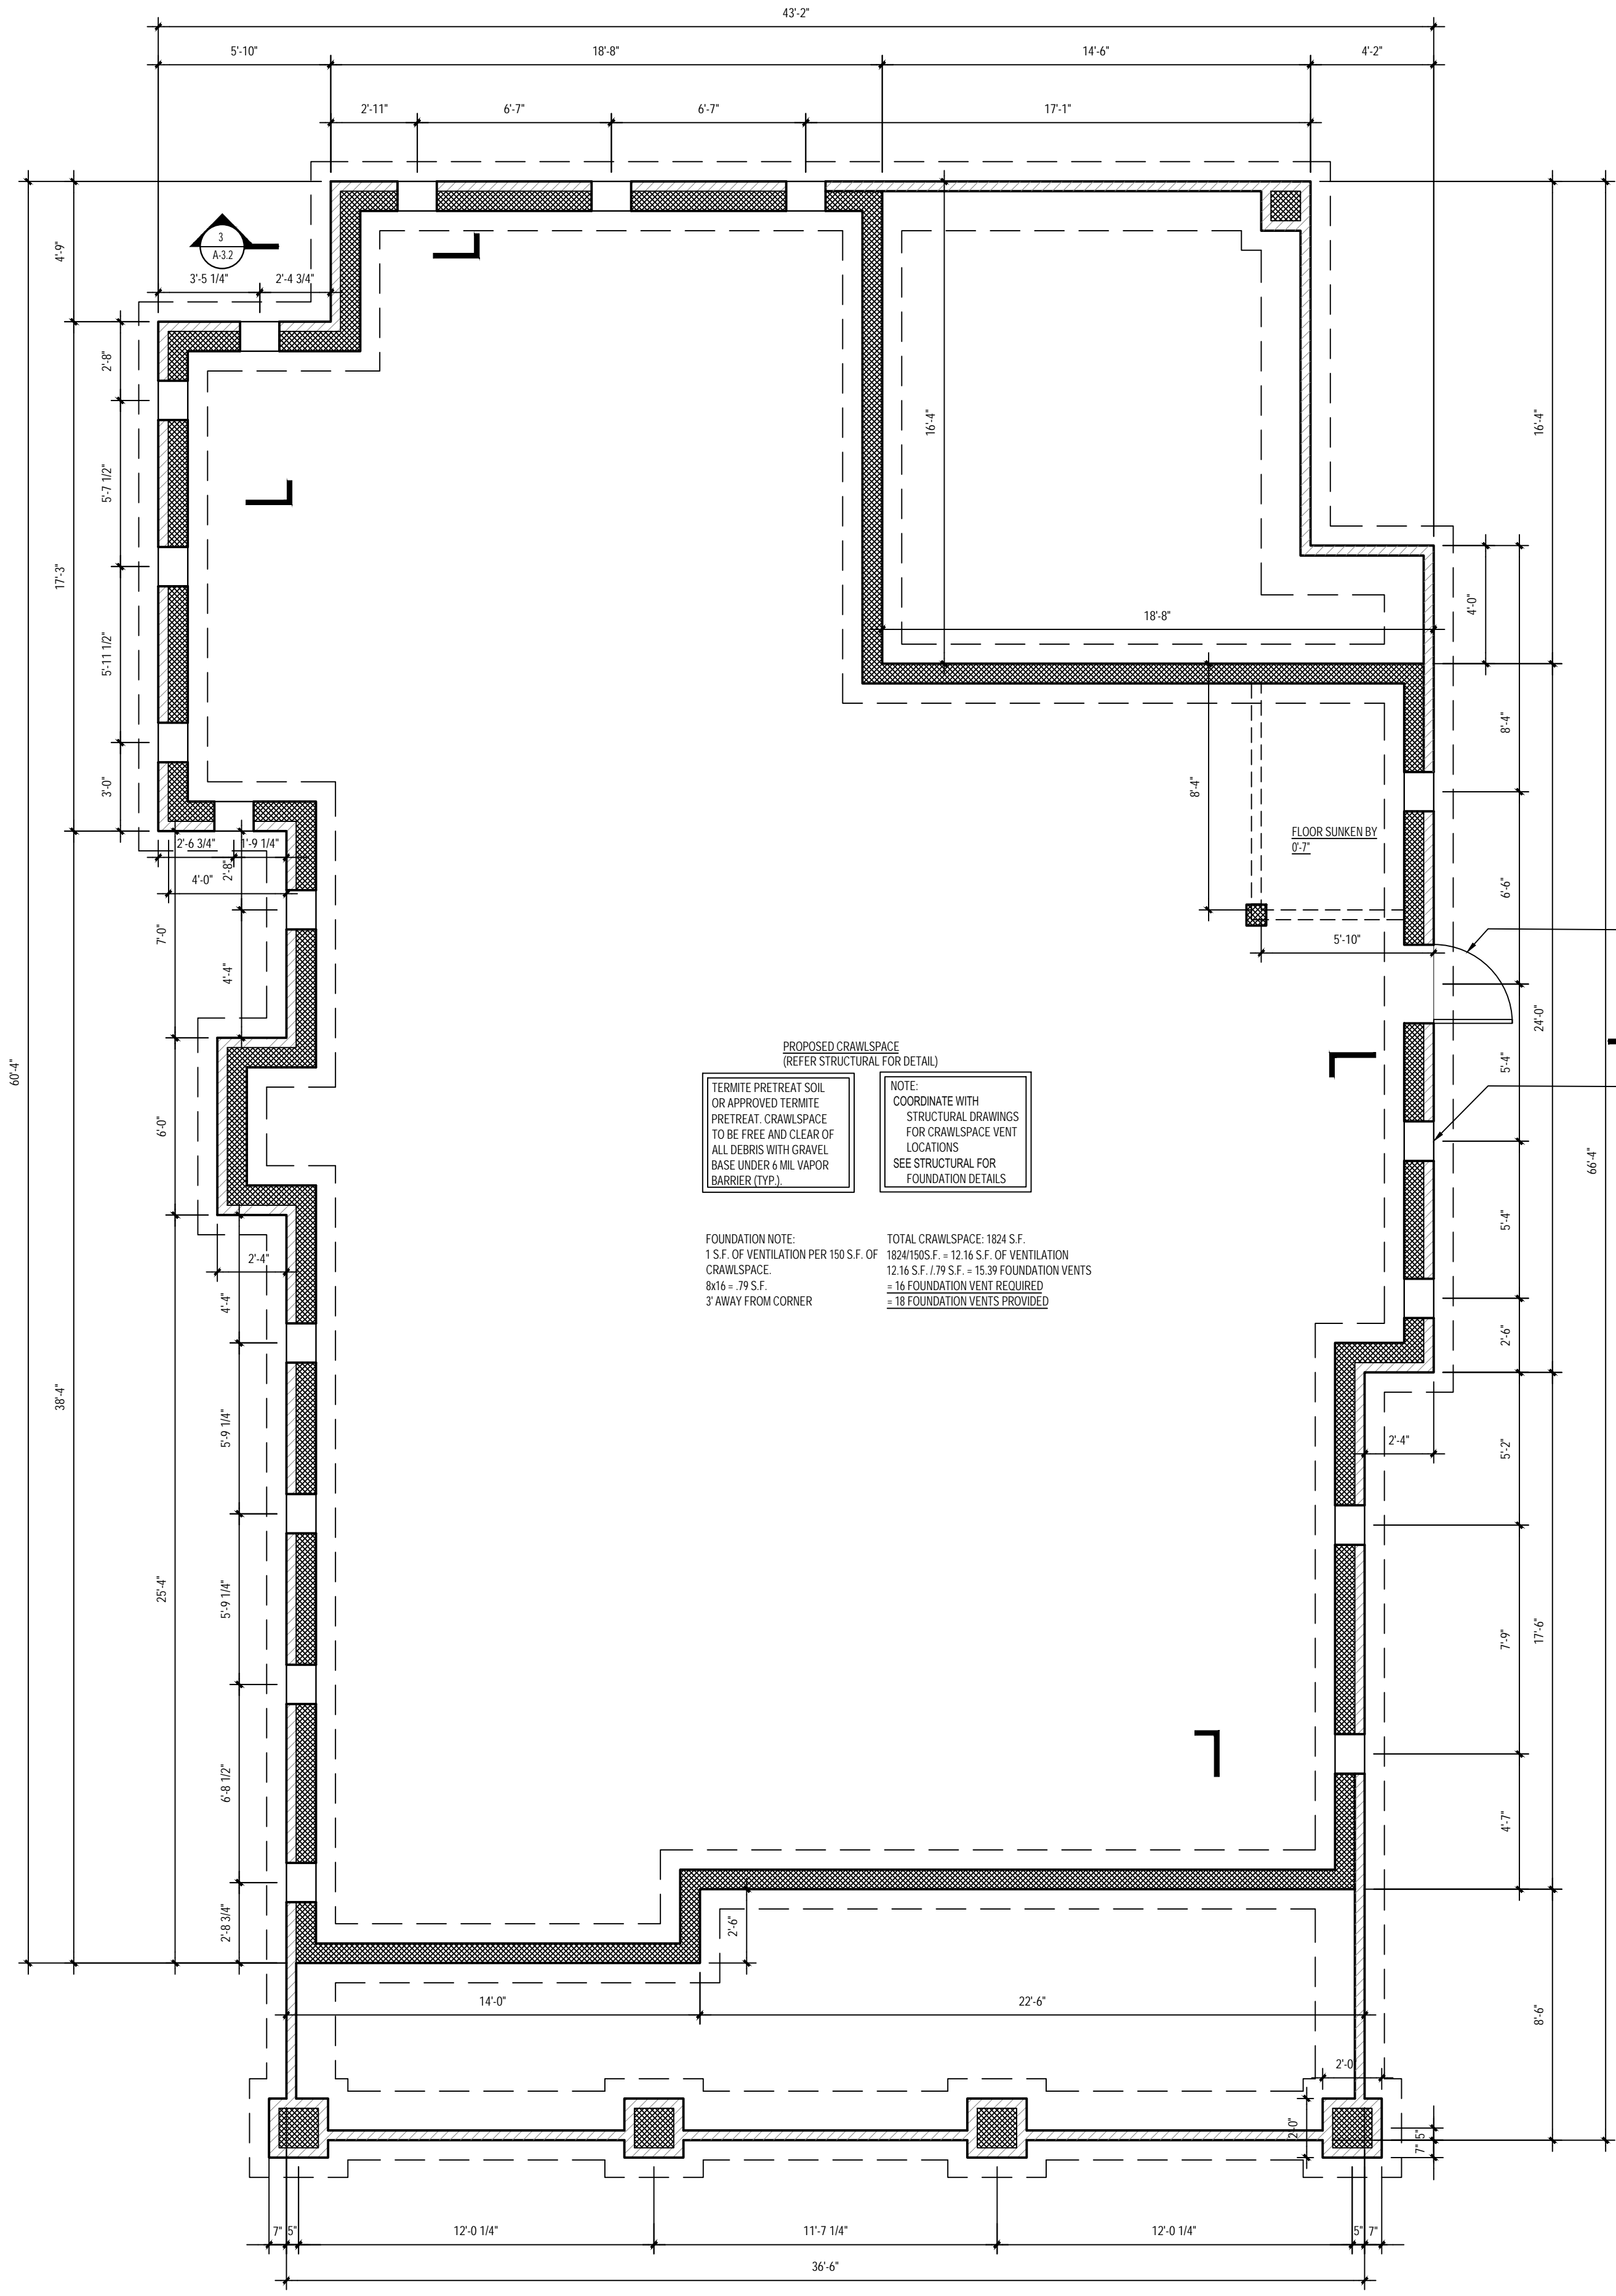 43'-2"
5'-10" 18'-8" 14'-6" 4'-2"
2'-11" 6'-7" 6'-7" 17'-1"
3
A-3.2
4'-9"
3'-5 1/4" 2'-4 3/4"
2'-8"
16'-4"
16'-4"
5'-7 1/2"
17'-3"
4'-0"
18'-8"
5'-11 1/2"
8'-4"
8'-4"
3'-0"
FLOOR SUNKEN BY
0'-7"
2'-6 3/4" 1'-9 1/4"
2'-8"
4'-0"
6'-6"
7'-0"
5'-10"
4'-4"
24'-0"
PROPOSED CRAWLSPACE
(REFER STRUCTURAL FOR DETAIL)
60'-4"
5'-4"
TERMITE PRETREAT SOIL
OR APPROVED TERMITE
PRETREAT. CRAWLSPACE
TO BE FREE AND CLEAR OF
ALL DEBRIS WITH GRAVEL
BASE UNDER 6 MIL VAPOR
BARRIER (TYP.).
NOTE:
COORDINATE WITH
STRUCTURAL DRAWINGS
FOR CRAWLSPACE VENT
LOCATIONS
SEE STRUCTURAL FOR
FOUNDATION DETAILS
6'-0"
66'-4"
5'-4"
FOUNDATION NOTE:
1 S.F. OF VENTILATION PER 150 S.F. OF
CRAWLSPACE.
8x16 = .79 S.F.
3' AWAY FROM CORNER
TOTAL CRAWLSPACE: 1824 S.F.
1824/150S.F. = 12.16 S.F. OF VENTILATION
12.16 S.F. /.79 S.F. = 15.39 FOUNDATION VENTS
= 16 FOUNDATION VENT REQUIRED
= 18 FOUNDATION VENTS PROVIDED
2'-4"
4'-4"
2'-6"
38'-4"
5'-9 1/4"
2'-4"
5'-2"
25'-4"
5'-9 1/4"
7'-9"
17'-6"
6'-8 1/2"
4'-7"
2'-8 3/4"
2'-6"
14'-0" 22'-6"
8'-6"
2'-0
2'-0"
5"
7"
7" 5" 12'-0 1/4" 11'-7 1/4" 12'-0 1/4" 5" 7"
36'-6"